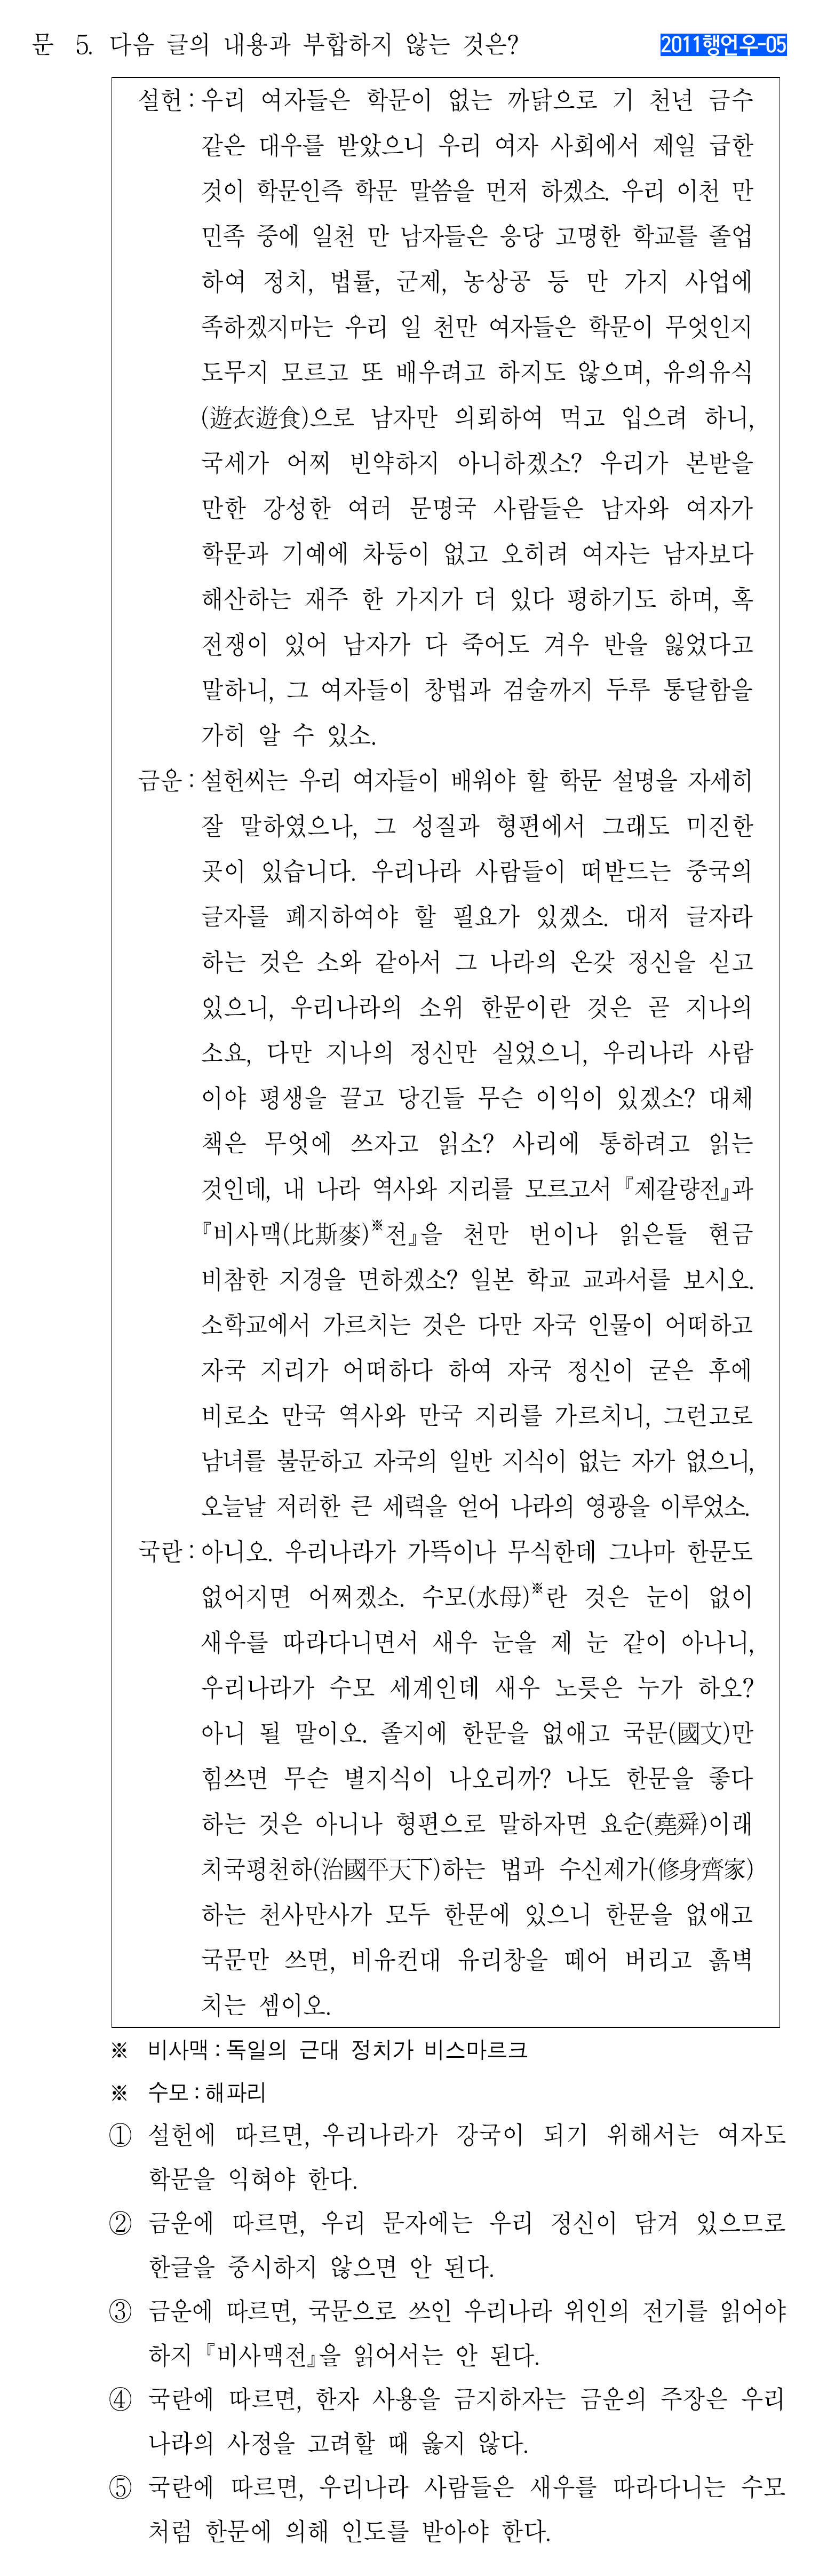 문 5. 다음 글의 내용과 부합하지 않는 것은? 2011행언우-05
설헌 : 우리 여자들은 학문이 없는 까닭으로 기 천년 금수
같은 대우를 받았으니 우리 여자 사회에서 제일 급한
것이 학문인즉 학문 말씀을 먼저 하겠소. 우리 이천 만
민족 중에 일천 만 남자들은 응당 고명한 학교를 졸업
하여 정치, 법률, 군제, 농상공 등 만 가지 사업에
족하겠지마는 우리 일 천만 여자들은 학문이 무엇인지
도무지 모르고 또 배우려고 하지도 않으며, 유의유식
(遊衣遊食)으로 남자만 의뢰하여 먹고 입으려 하니,
국세가 어찌 빈약하지 아니하겠소? 우리가 본받을
만한 강성한 여러 문명국 사람들은 남자와 여자가
학문과 기예에 차등이 없고 오히려 여자는 남자보다
해산하는 재주 한 가지가 더 있다 평하기도 하며, 혹
전쟁이 있어 남자가 다 죽어도 겨우 반을 잃었다고
말하니, 그 여자들이 창법과 검술까지 두루 통달함을
가히 알 수 있소.
금운 : 설헌씨는 우리 여자들이 배워야 할 학문 설명을 자세히
잘 말하였으나, 그 성질과 형편에서 그래도 미진한
곳이 있습니다. 우리나라 사람들이 떠받드는 중국의
글자를 폐지하여야 할 필요가 있겠소. 대저 글자라
하는 것은 소와 같아서 그 나라의 온갖 정신을 싣고
있으니, 우리나라의 소위 한문이란 것은 곧 지나의
소요, 다만 지나의 정신만 실었으니, 우리나라 사람
이야 평생을 끌고 당긴들 무슨 이익이 있겠소? 대체
책은 무엇에 쓰자고 읽소? 사리에 통하려고 읽는
것인데, 내 나라 역사와 지리를 모르고서 『제갈량전』과
『비사맥(比斯麥)※전』을 천만 번이나 읽은들 현금
비참한 지경을 면하겠소? 일본 학교 교과서를 보시오.
소학교에서 가르치는 것은 다만 자국 인물이 어떠하고
자국 지리가 어떠하다 하여 자국 정신이 굳은 후에
비로소 만국 역사와 만국 지리를 가르치니, 그런고로
남녀를 불문하고 자국의 일반 지식이 없는 자가 없으니,
오늘날 저러한 큰 세력을 얻어 나라의 영광을 이루었소.
국란 : 아니오. 우리나라가 가뜩이나 무식한데 그나마 한문도
없어지면 어쩌겠소. 수모(水母)※란 것은 눈이 없이
새우를 따라다니면서 새우 눈을 제 눈 같이 아나니,
우리나라가 수모 세계인데 새우 노릇은 누가 하오?
아니 될 말이오. 졸지에 한문을 없애고 국문(國文)만
힘쓰면 무슨 별지식이 나오리까? 나도 한문을 좋다
하는 것은 아니나 형편으로 말하자면 요순(堯舜)이래
치국평천하(治國平天下)하는 법과 수신제가(修身齊家)
하는 천사만사가 모두 한문에 있으니 한문을 없애고
국문만 쓰면, 비유컨대 유리창을 떼어 버리고 흙벽
치는 셈이오.
※ 비사맥 : 독일의 근대 정치가 비스마르크
※ 수모 : 해파리
① 설헌에 따르면, 우리나라가 강국이 되기 위해서는 여자도
학문을 익혀야 한다.
② 금운에 따르면, 우리 문자에는 우리 정신이 담겨 있으므로
한글을 중시하지 않으면 안 된다.
③ 금운에 따르면, 국문으로 쓰인 우리나라 위인의 전기를 읽어야
하지 『비사맥전』을 읽어서는 안 된다.
④ 국란에 따르면, 한자 사용을 금지하자는 금운의 주장은 우리
나라의 사정을 고려할 때 옳지 않다.
⑤ 국란에 따르면, 우리나라 사람들은 새우를 따라다니는 수모
처럼 한문에 의해 인도를 받아야 한다.